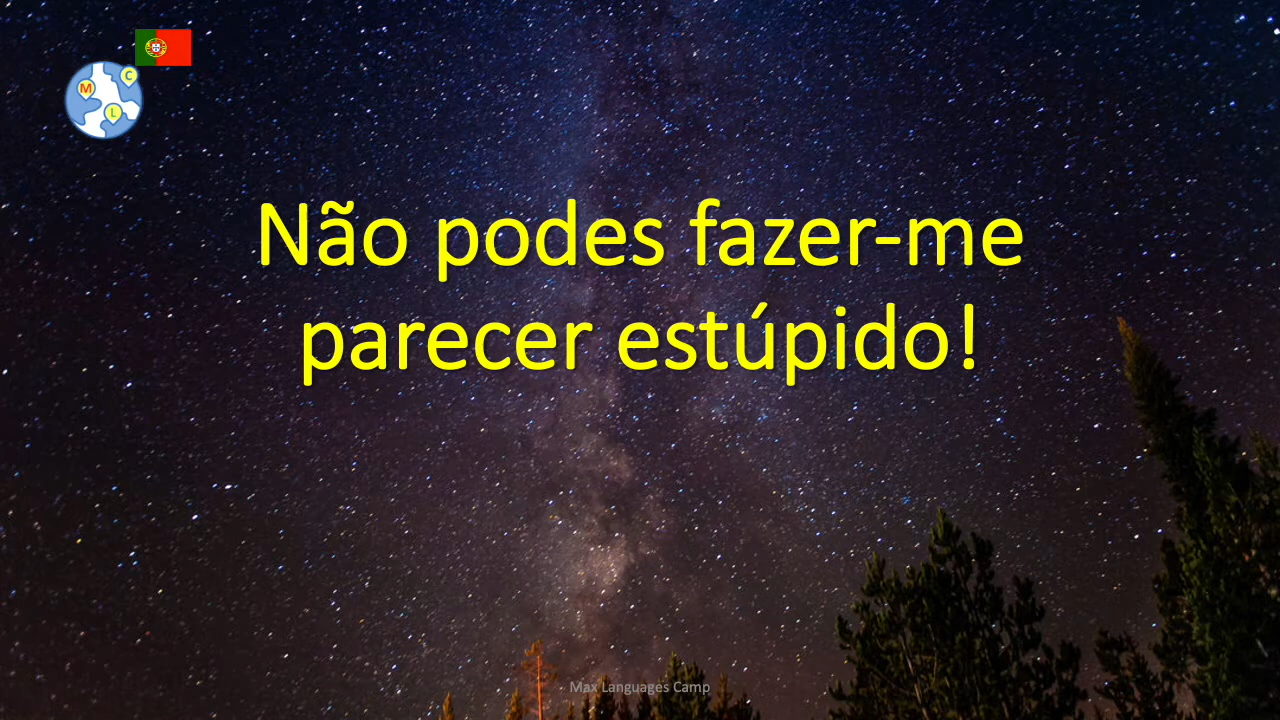 M
C
L
Não podes fazer-me
parecer estúpido!
Max Languages Camp